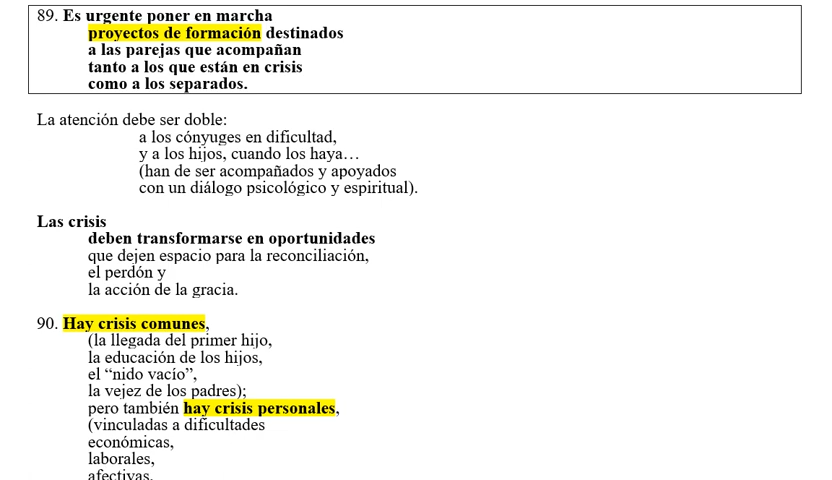 89. Es urgente poner en marcha
proyectos de formación destinados
a las parejas que acompañan
tanto a los que están en crisis
como a los separados.
La atención debe ser doble:
a los cónyuges en dificultad,
y a los hijos, cuando los haya…
(han de ser acompañados y apoyados
con un diálogo psicológico y espiritual).
Las crisis
deben transformarse en oportunidades
que dejen espacio para la reconciliación,
el perdón y
la acción de la gracia.
90. Hay crisis comunes,
(la llegada del primer hijo,
la educación de los hijos,
el “nido vacío”,
la vejez de los padres);
pero también hay crisis personales,
(vinculadas a dificultades
económicas,
laborales,
afectivas,